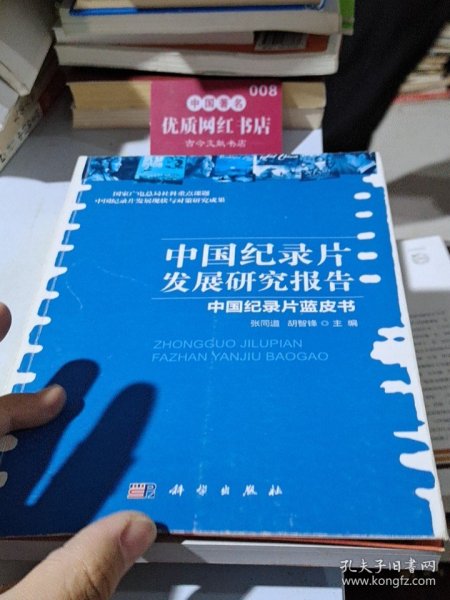 008
中国著名
优质网红书店
古今文献书店
国家广电总局社科重点课题
中国纪录片发展现状与对策研究成果
中国纪录片
发展研究报告
中国纪录片蓝皮书
张同道 胡智锋 ◎ 主 编
ZHONGGUO JILUPIAN
FAZHAN YANJIU BAOGAO
科学出版社
孔夫子旧书网
www.kongfz.com